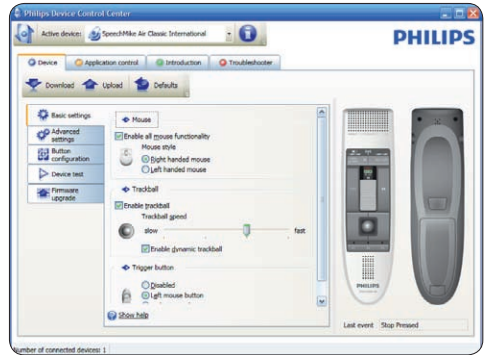 Philips Device Control Center
Active device: SpeechMike Air Classic International
PHILIPS
Device Application control Introduction Troubleshooter
Download Upload Defaults
Basic settings
Advanced settings
Button configuration
Device test
Firmware upgrade
Mouse
Enable all mouse functionality
Mouse style
Right handed mouse
Left handed mouse
Trackball
Enable trackball
Trackball speed
slow fast
Enable dynamic trackball
Trigger button
Disabled
Left mouse button
Show help
PHILIPS
Last event Stop Pressed
Number of connected devices: 1